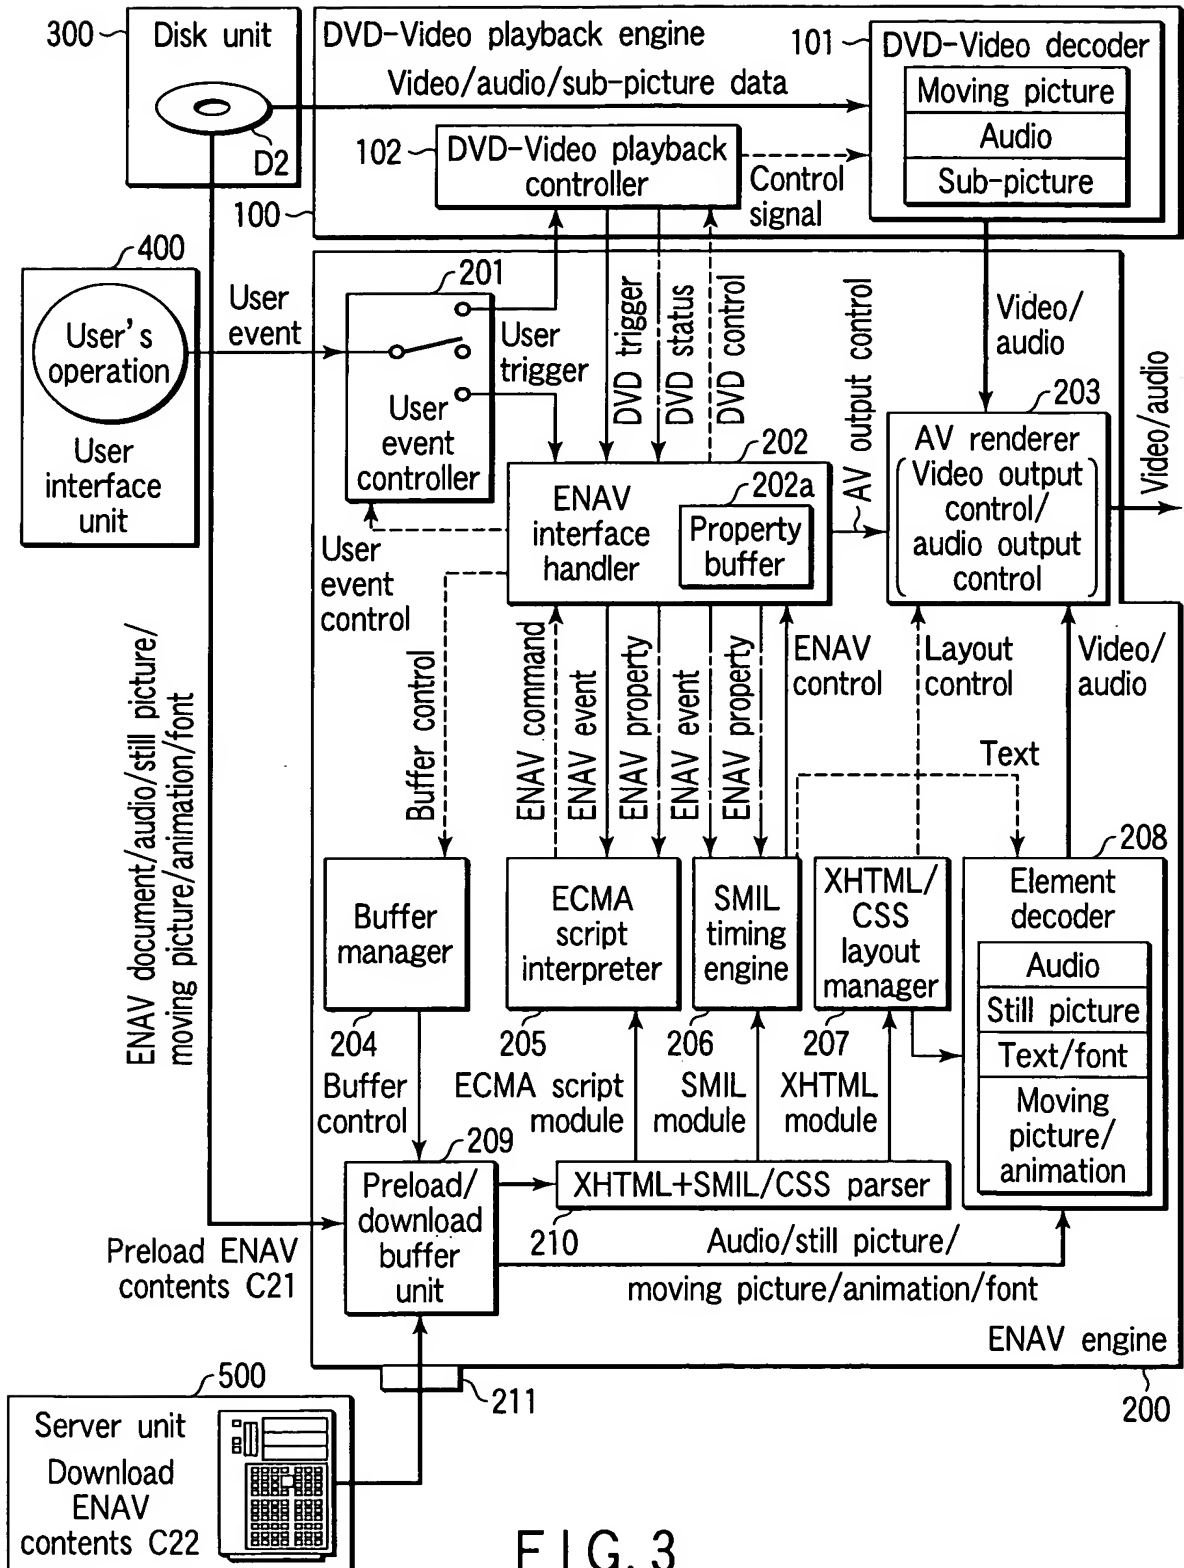 300
Disk unit
D2
DVD-Video playback engine
101
DVD-Video decoder
Moving picture
Audio
Sub-picture
Video/audio/sub-picture data
102
DVD-Video playback
controller
Control
signal
100
400
User's
operation
User
interface
unit
User
event
201
User
trigger
User
event
controller
DVD trigger
DVD status
DVD control
AV output control
Video/
audio
203
AV renderer
Video output
control/
audio output
control
Video/audio
202
202a
ENAV
interface
handler
Property
buffer
User
event
control
Buffer control
ENAV command
ENAV event
ENAV property
ENAV event
ENAV property
ENAV
control
Layout
control
Video/
audio
Text
ENAV document/audio/still picture/
moving picture/animation/font
Buffer
manager
204
ECMA
script
interpreter
205
SMIL
timing
engine
206
XHTML/
CSS
layout
manager
207
208
Element
decoder
Audio
Still picture
Text/font
Moving
picture/
animation
Buffer
control
ECMA script
module
SMIL
module
XHTML
module
209
Preload/
download
buffer
unit
XHTML+SMIL/CSS parser
210
Audio/still picture/
moving picture/animation/font
Preload ENAV
contents C21
ENAV engine
200
211
500
Server unit
Download
ENAV
contents C22
FIG. 3